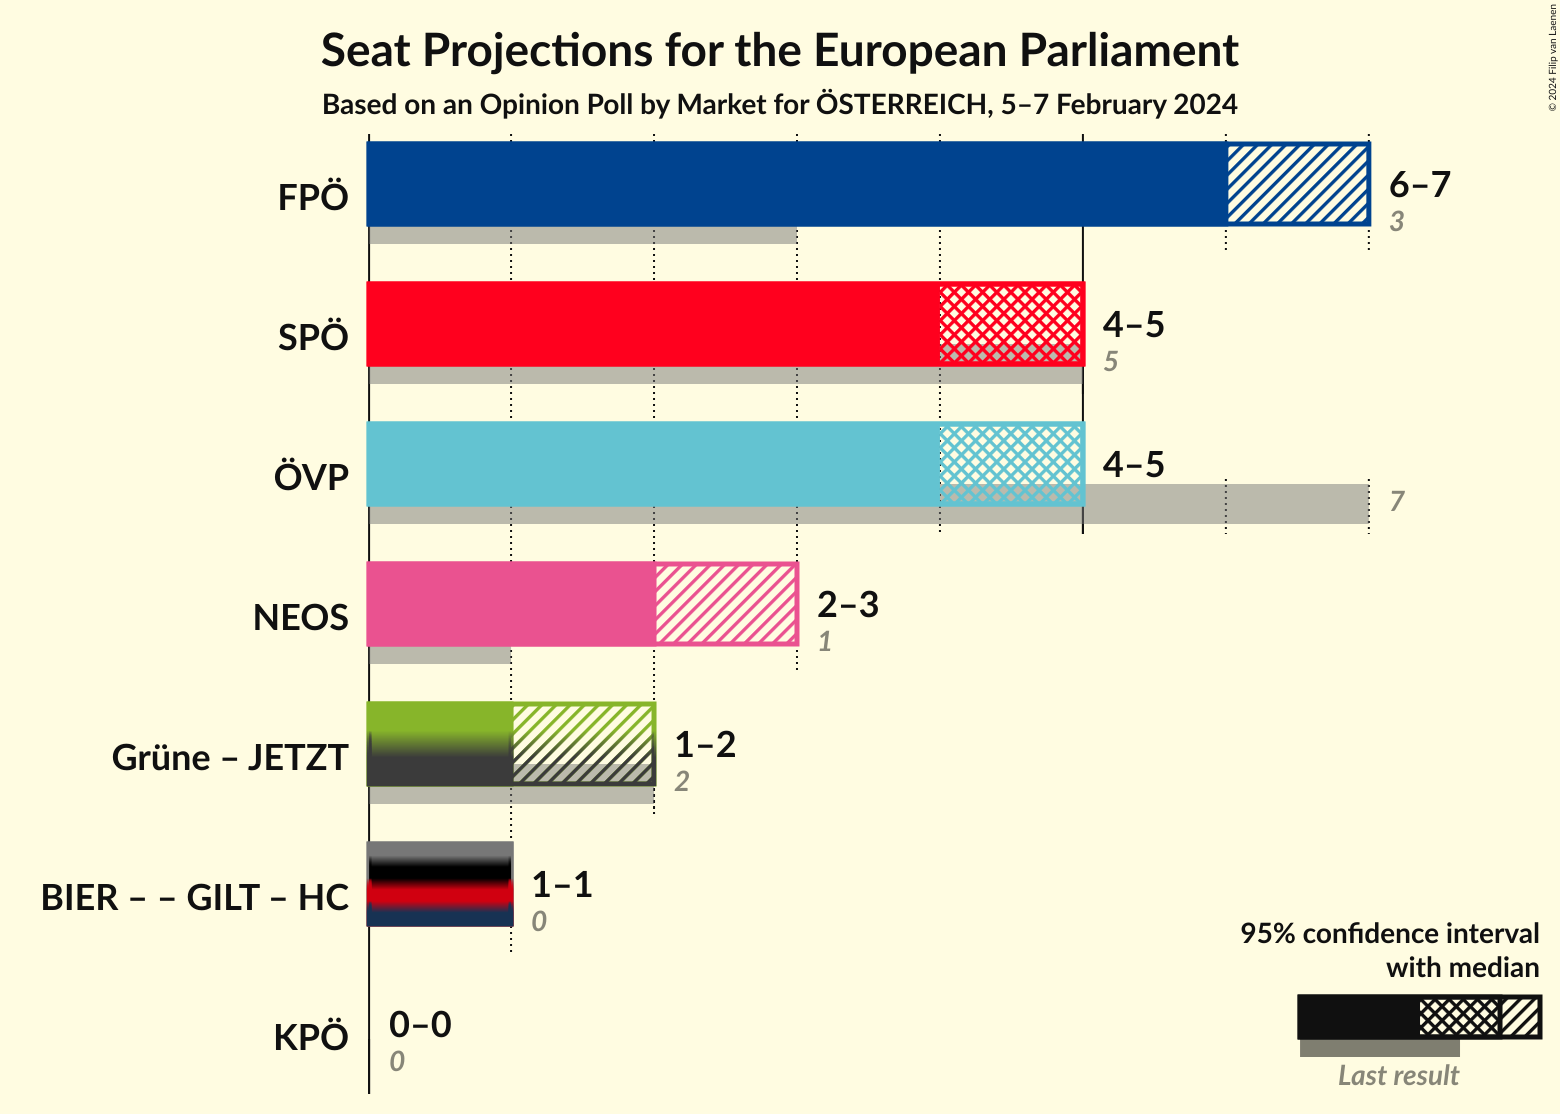 Seat Projections for the European Parliament
Based on an Opinion Poll by Market for ÖSTERREICH, 5–7 February 2024
© 2024 Filip van Laenen
FPÖ
6–7
3
SPÖ
4–5
5
ÖVP
4–5
7
NEOS
2–3
1
Grüne – JETZT
1–2
2
BIER – – GILT – HC
1–1
0
KPÖ
0–0
0
95% confidence interval
with median
Last result